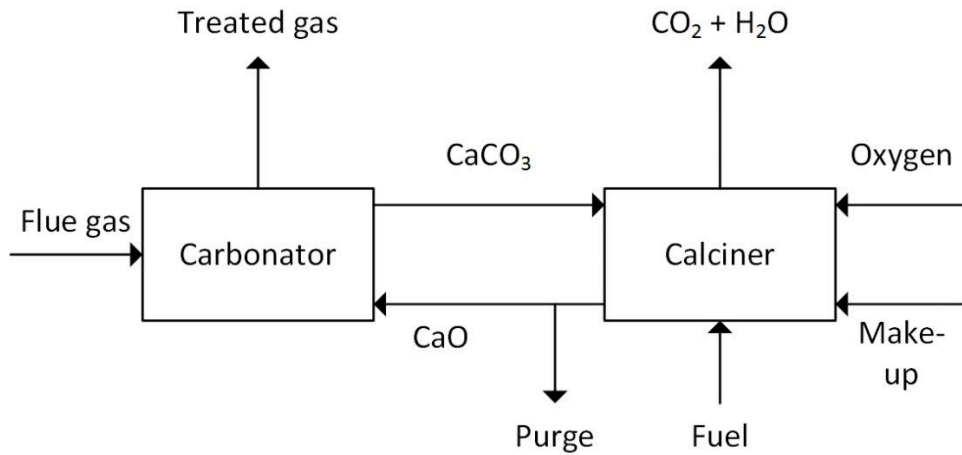 Treated gas
CO₂ + H₂O
CaCO₃
Oxygen
Flue gas
Carbonator
Calciner
CaO
Make-
up
Purge
Fuel